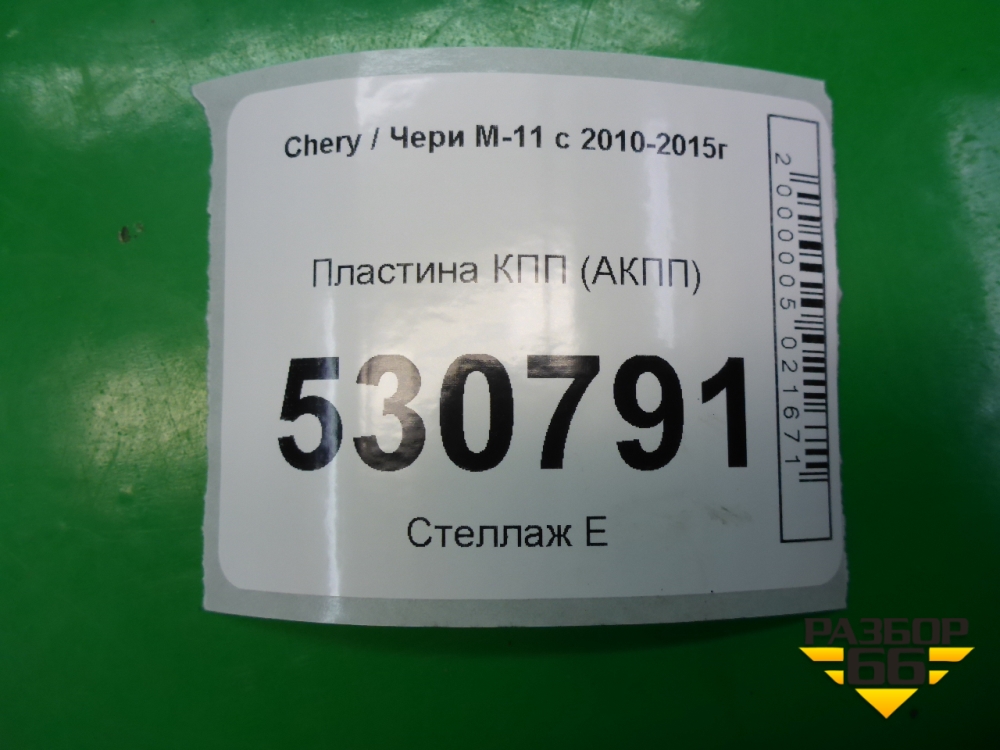 Chery / Чери М-11 с 2010-2015г
Пластина КПП (АКПП)
530791
Стеллаж Е
2000005021671
РАЗБОР
66